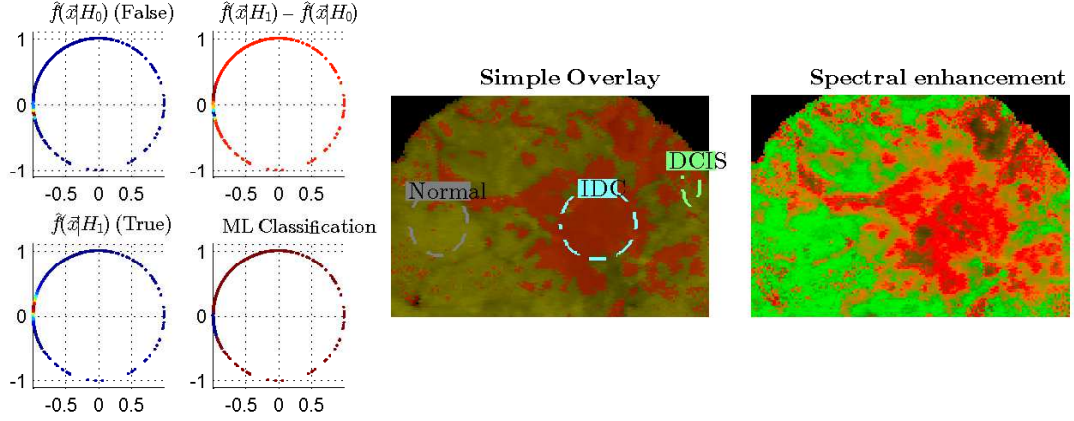 f̂(x⃗|H₀) (False)
f̂(x⃗|H₁) − f̂(x⃗|H₀)
1
0
-1
-0.5 0 0.5
1
0
-1
-0.5 0 0.5
f̂(x⃗|H₁) (True)
ML Classification
1
0
-1
-0.5 0 0.5
1
0
-1
-0.5 0 0.5
Simple Overlay
DCIS
Normal
IDC
Spectral enhancement